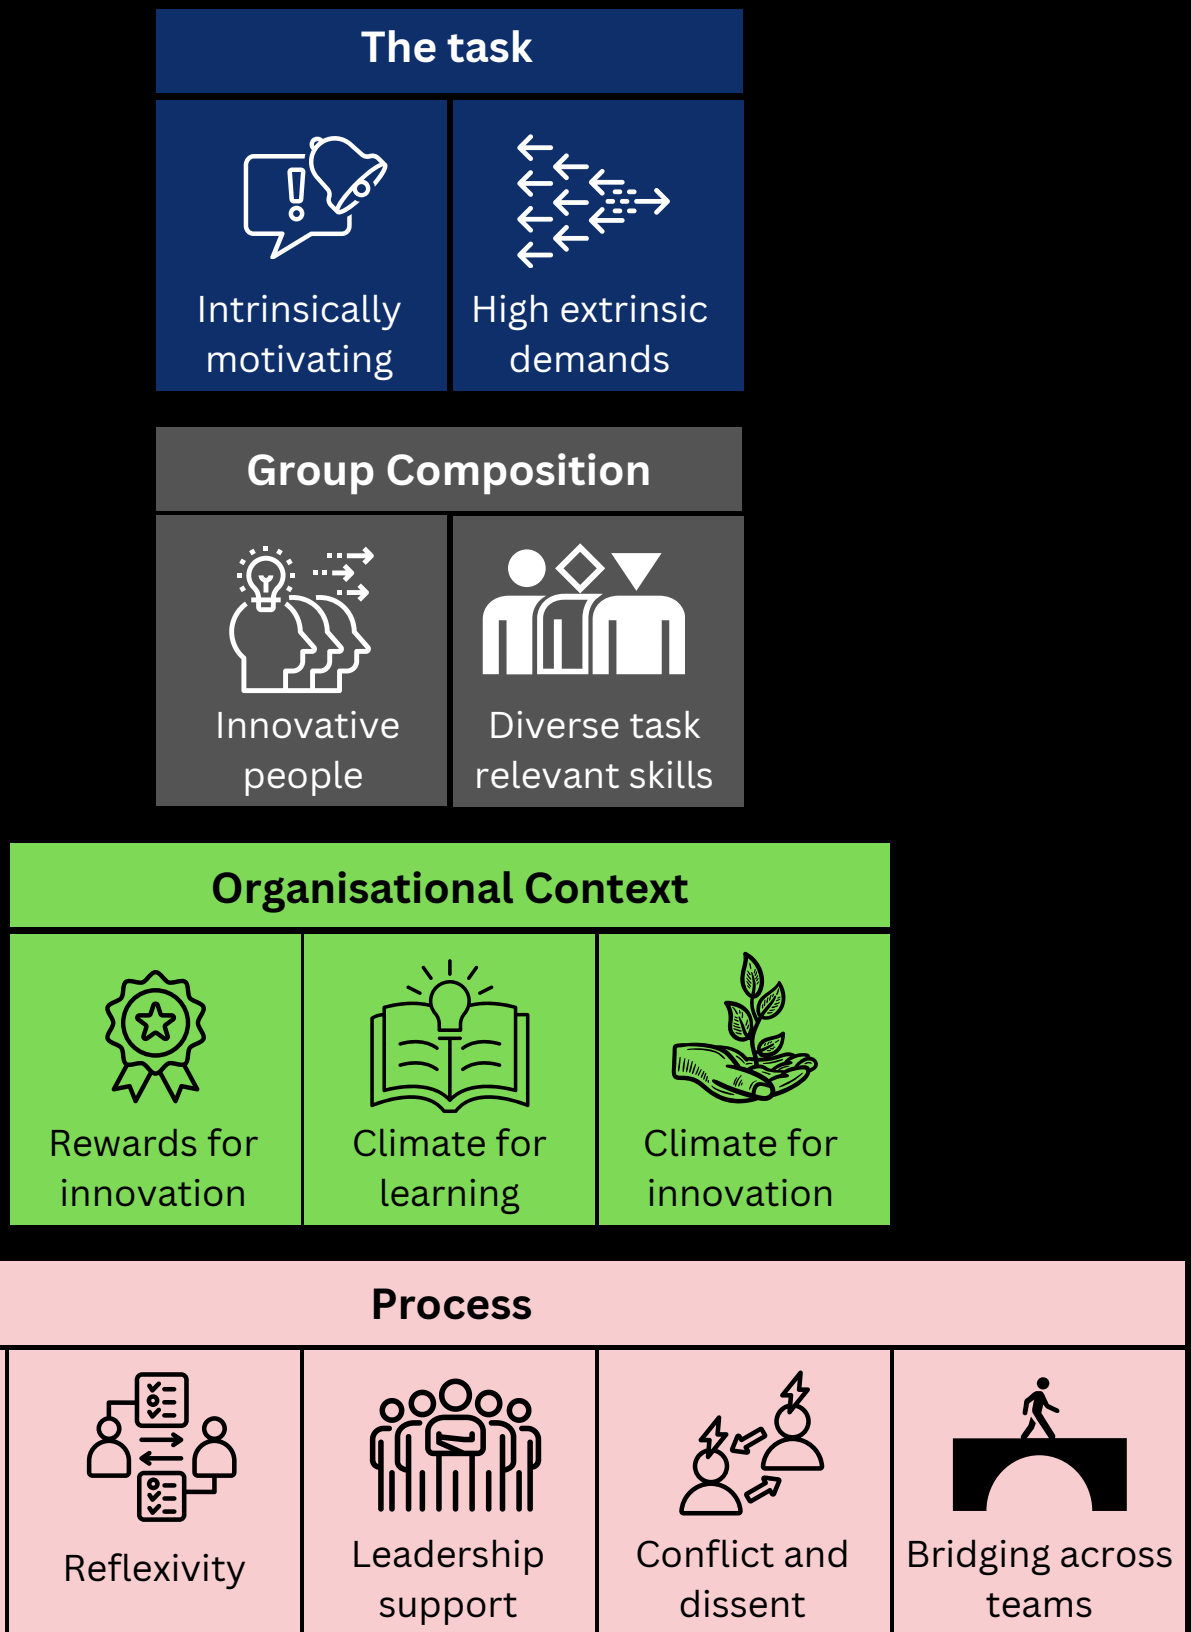 The task
Intrinsically
motivating
High extrinsic
demands
Group Composition
Innovative
people
Diverse task
relevant skills
Organisational Context
Rewards for
innovation
Climate for
learning
Climate for
innovation
Process
Reflexivity
Leadership
support
Conflict and
dissent
Bridging across
teams